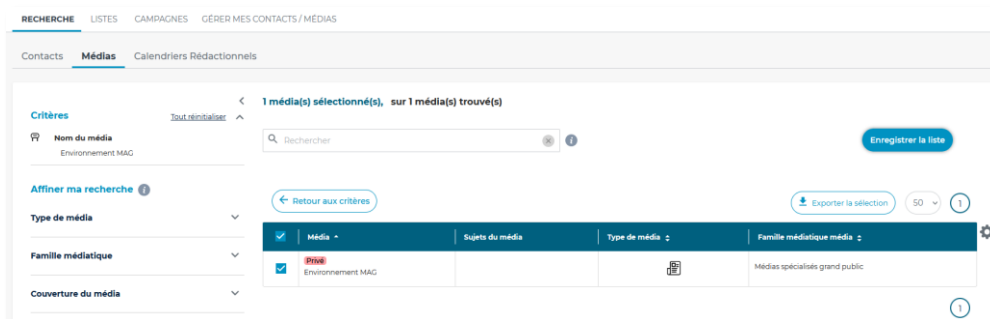 RECHERCHE LISTES CAMPAGNES GÉRER MES CONTACTS / MÉDIAS
Contacts Médias Calendriers Rédactionnels
1 média(s) sélectionné(s), sur 1 média(s) trouvé(s)
Critères Tout réinitialiser
Nom du média
Environnement MAG
Rechercher
Enregistrer la liste
Affiner ma recherche
Retour aux critères
Exporter la sélection 50 1
Type de média
Média Sujets du média Type de média Famille médiatique média
Famille médiatique
Privé
Environnement MAG
Médias spécialisés grand public
Couverture du média
1